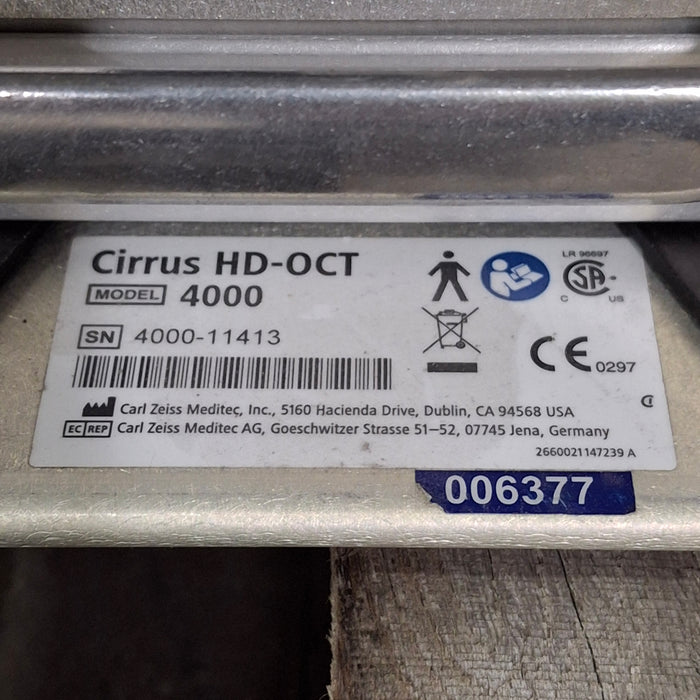 Cirrus HD-OCT
MODEL 4000
SN 4000-11413
LR 96697
SA
C US
CE 0297
Carl Zeiss Meditec, Inc., 5160 Hacienda Drive, Dublin, CA 94568 USA
EC REP Carl Zeiss Meditec AG, Goeschwitzer Strasse 51-52, 07745 Jena, Germany
2660021147239 A
006377